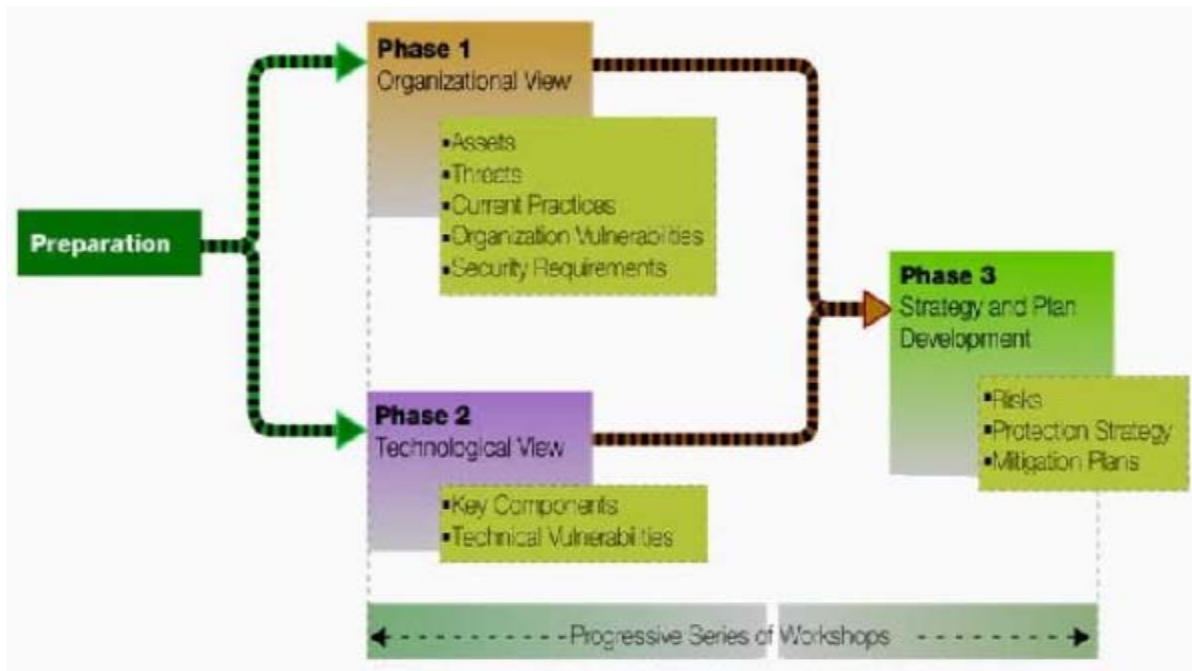 Phase 1
Organizational View
▪Assets
▪Threats
▪Current Practices
▪Organization Vulnerabilities
▪Security Requirements
Preparation
Phase 2
Technological View
▪Key Components
▪Technical Vulnerabilities
Phase 3
Strategy and Plan
Development
▪Risks
▪Protection Strategy
▪Mitigation Plans
Progressive Series of Workshops